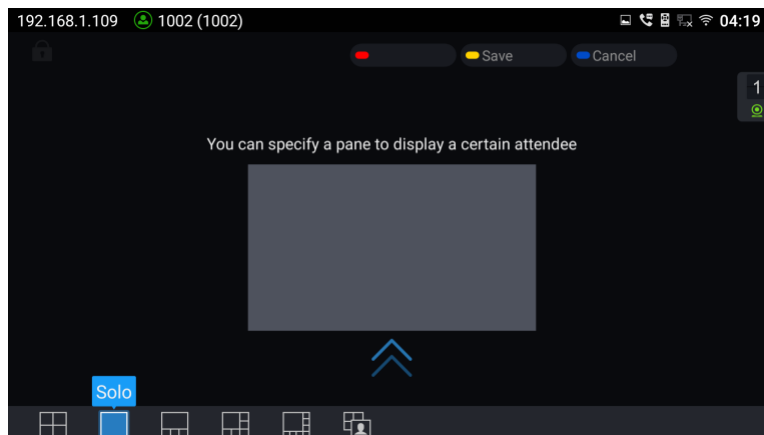 192.168.1.109 1002 (1002) 04:19
1
Save Cancel
1
You can specify a pane to display a certain attendee
Solo